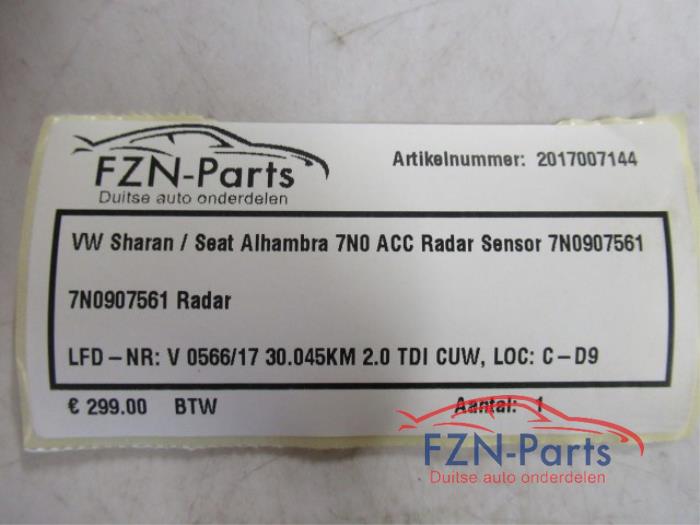 FZN-Parts
Duitse auto onderdelen
Artikelnummer: 2017007144
VW Sharan / Seat Alhambra 7N0 ACC Radar Sensor 7N0907561
7N0907561 Radar
LFD-NR: V 0566/17 30.045KM 2.0 TDI CUW, LOC: C-D9
€ 299.00 BTW
Aantal: 1
FZN-Parts
Duitse auto onderdelen